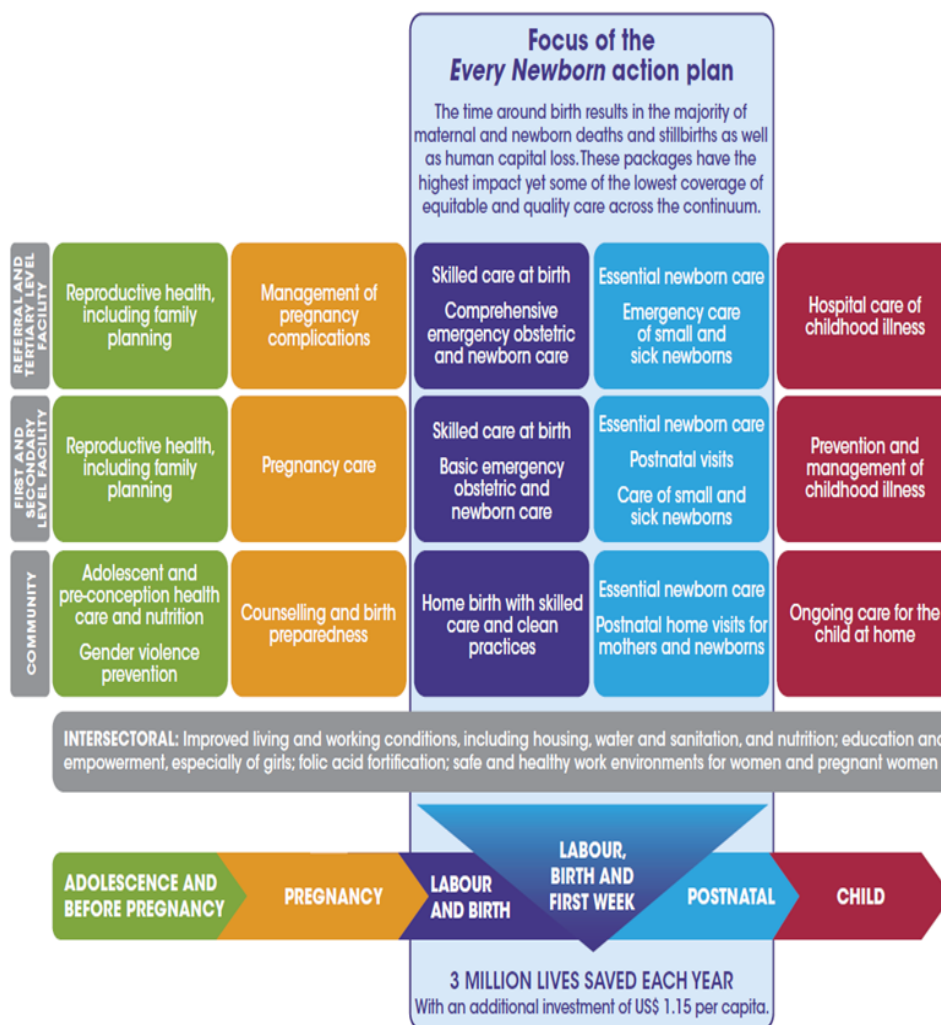 Focus of the
Every Newborn action plan
The time around birth results in the majority of
maternal and newborn deaths and stillbirths as well
as human capital loss. These packages have the
highest impact yet some of the lowest coverage of
equitable and quality care across the continuum.
REFERRAL AND
TERTIARY LEVEL
FACILITY
Reproductive health,
including family
planning
Management of
pregnancy
complications
Skilled care at birth
Comprehensive
emergency obstetric
and newborn care
Essential newborn care
Emergency care
of small and
sick newborns
Hospital care of
childhood illness
FIRST AND
SECONDARY
LEVEL FACILITY
Reproductive health,
including family
planning
Pregnancy care
Skilled care at birth
Basic emergency
obstetric and
newborn care
Essential newborn care
Postnatal visits
Care of small and
sick newborns
Prevention and
management of
childhood illness
COMMUNITY
Adolescent and
pre-conception health
care and nutrition
Gender violence
prevention
Counselling and birth
preparedness
Home birth with skilled
care and clean
practices
Essential newborn care
Postnatal home visits for
mothers and newborns
Ongoing care for the
child at home
INTERSECTORAL: Improved living and working conditions, including housing, water and sanitation, and nutrition; education and
empowerment, especially of girls; folic acid fortification; safe and healthy work environments for women and pregnant women
ADOLESCENCE AND
BEFORE PREGNANCY
PREGNANCY
LABOUR
AND BIRTH
LABOUR,
BIRTH AND
FIRST WEEK
POSTNATAL
CHILD
3 MILLION LIVES SAVED EACH YEAR
With an additional investment of US$ 1.15 per capita.